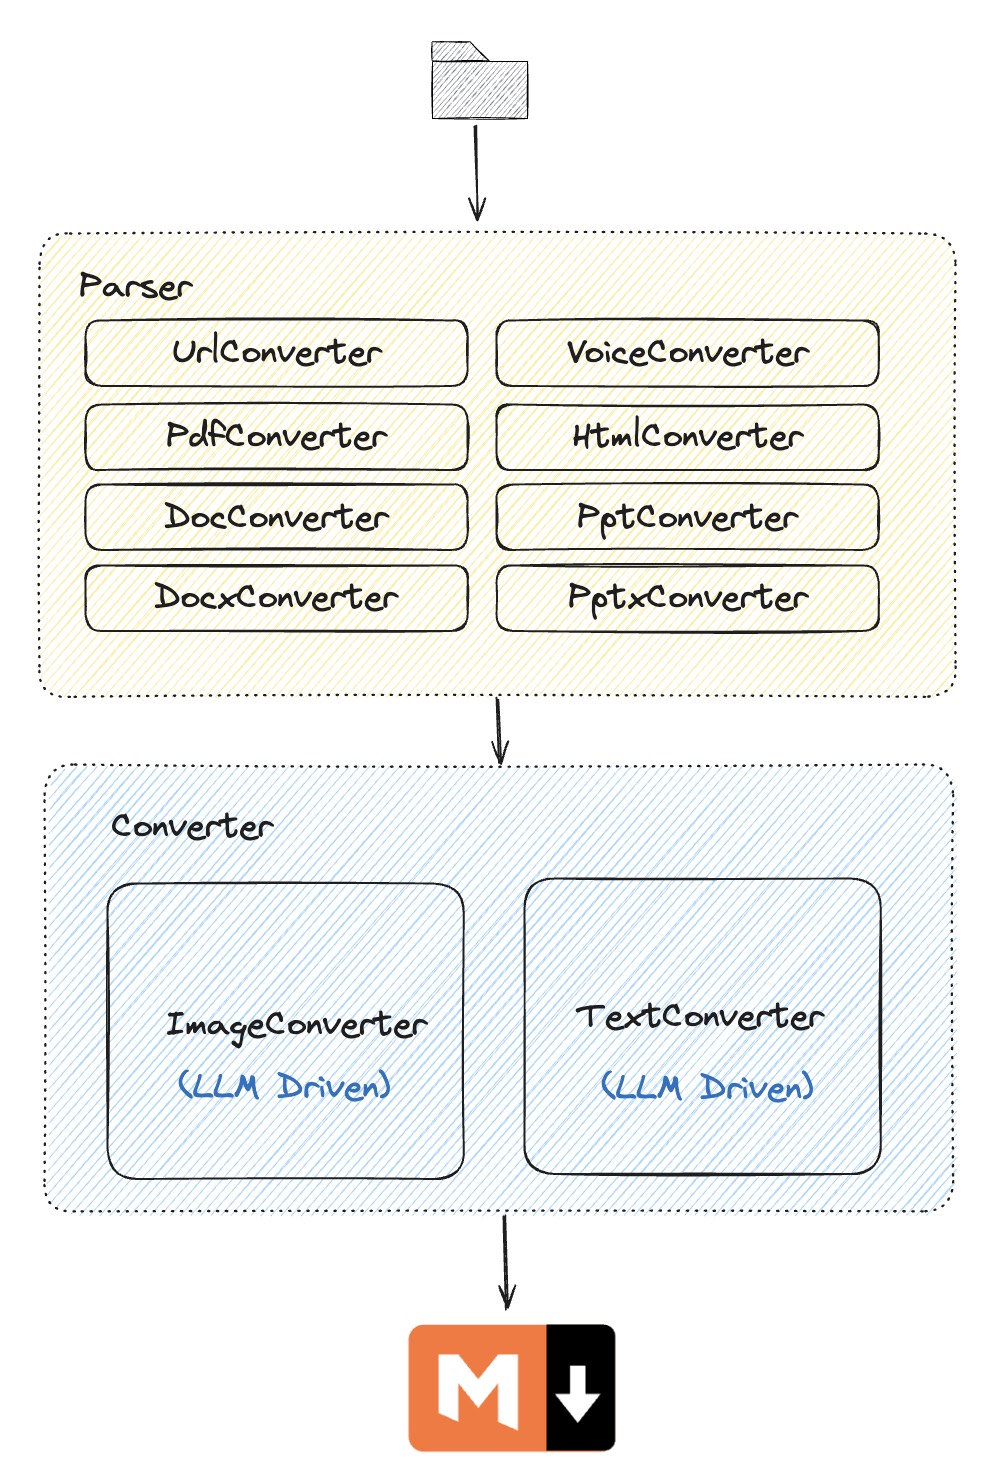 Parser
UrlConverter
VoiceConverter
PdfConverter
HtmlConverter
DocConverter
PptConverter
DocxConverter
PptxConverter
Converter
ImageConverter
(LLM Driven)
TextConverter
(LLM Driven)
M